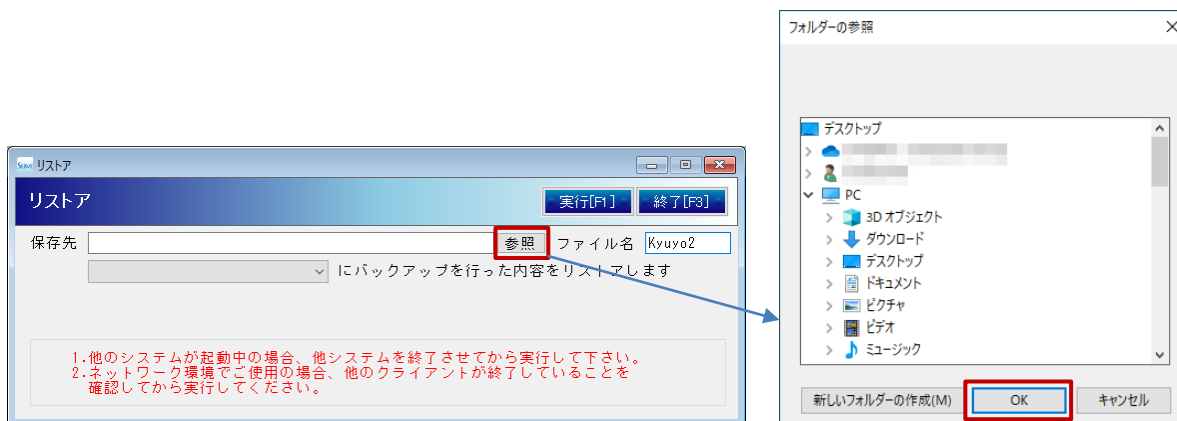 フォルダーの参照
デスクトップ
PC
3D オブジェクト
ダウンロード
デスクトップ
ドキュメント
ピクチャ
ビデオ
ミュージック
新しいフォルダーの作成(M)
OK
キャンセル
リストア
リストア
実行[F1]
終了[F3]
保存先
参照
ファイル名
Kyuyo2
にバックアップを行った内容をリストアします
1.他のシステムが起動中の場合、他システムを終了させてから実行して下さい。
2.ネットワーク環境でご使用の場合、他のクライアントが終了していることを
確認してから実行してください。